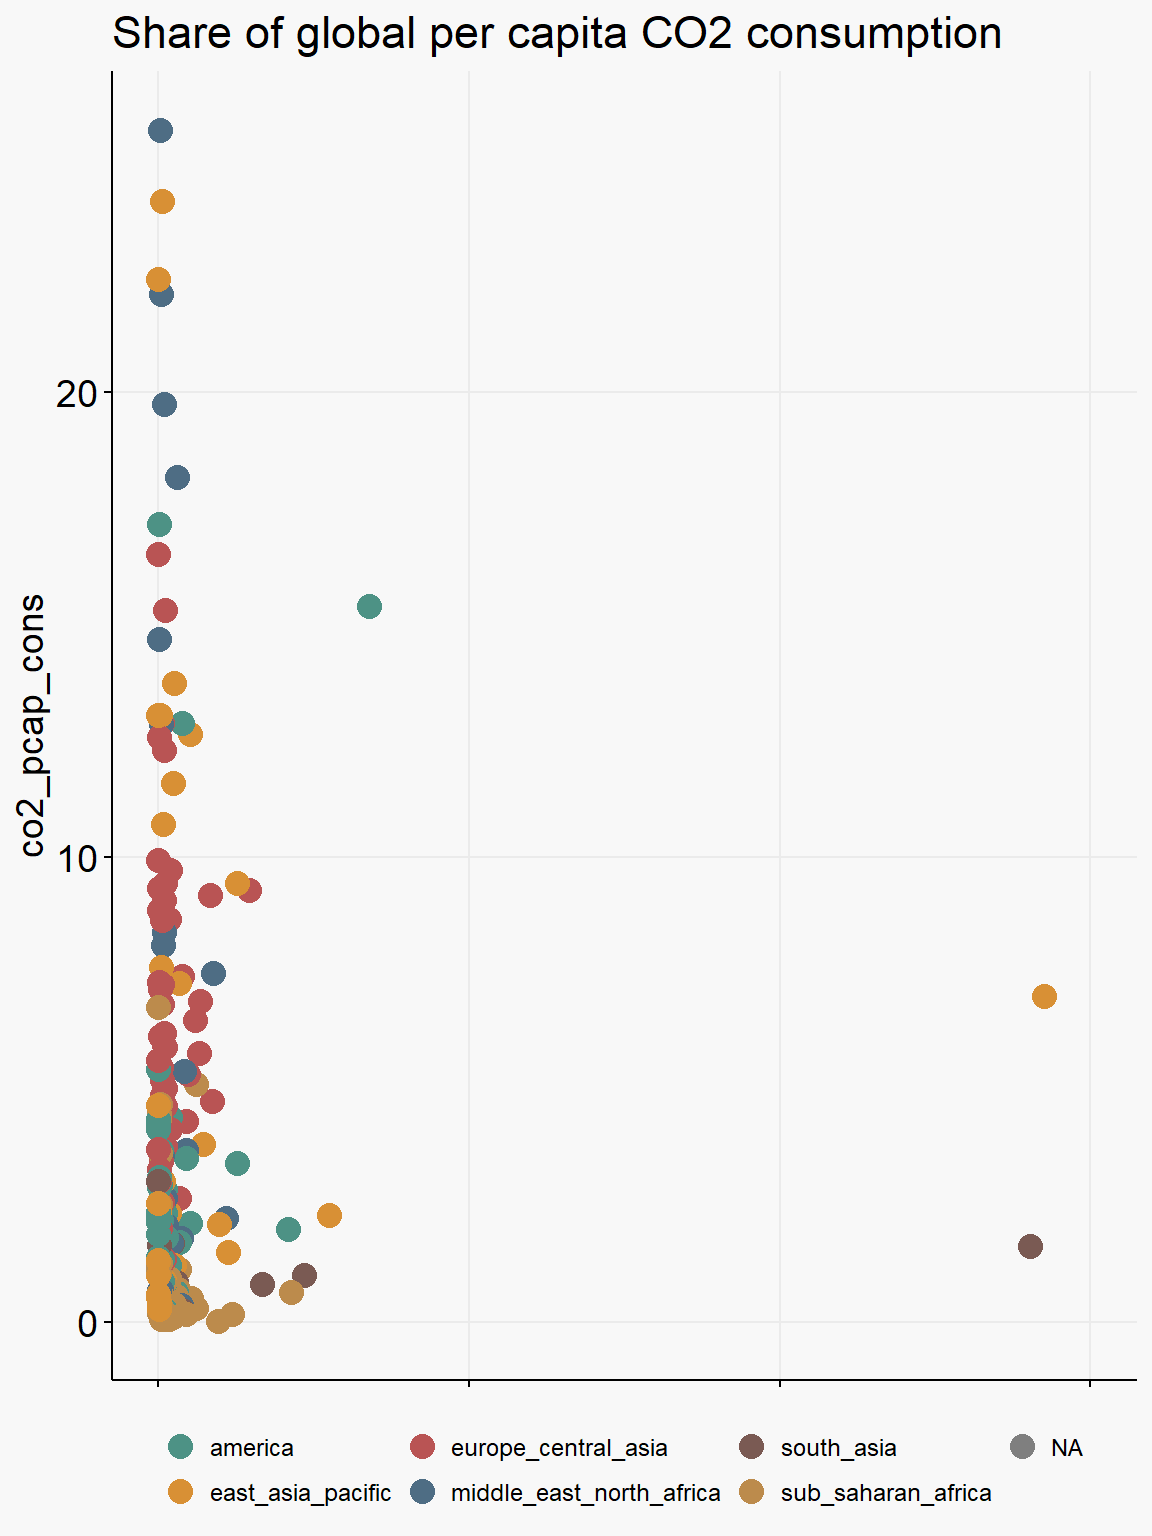 Share of global per capita CO2 consumption
co2_pcap_cons
20
10
0
america
europe_central_asia
south_asia
NA
east_asia_pacific
middle_east_north_africa
sub_saharan_africa